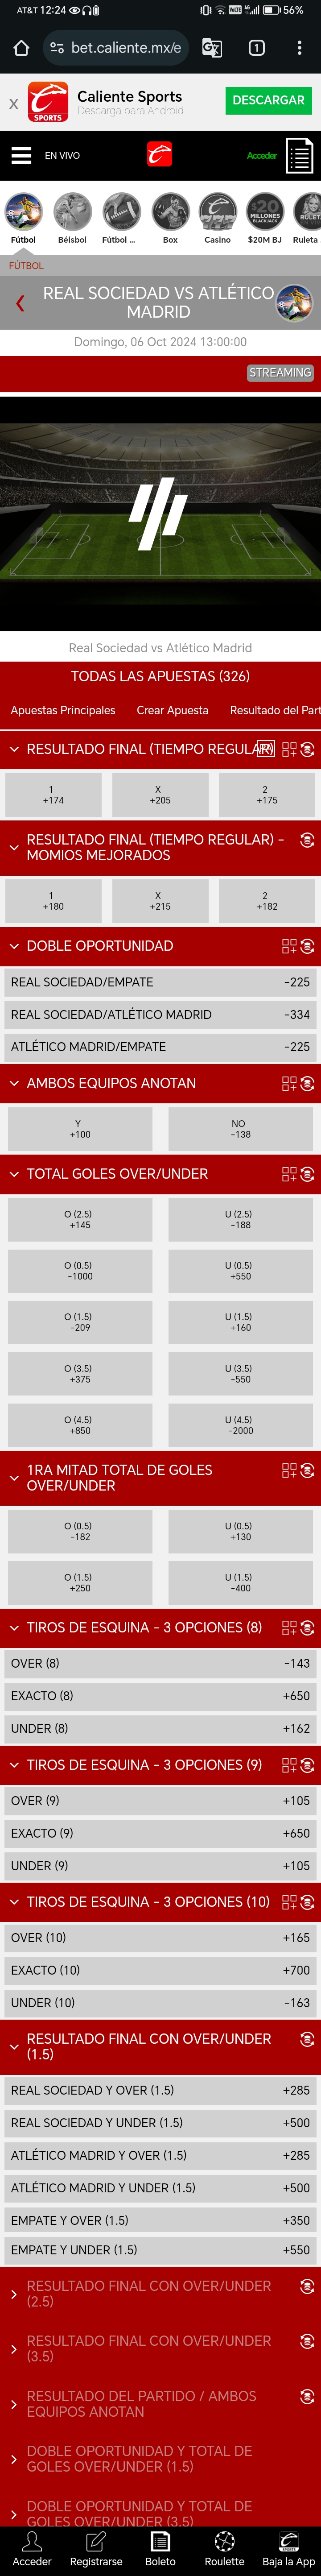 AT&T 12:24
56%
bet.caliente.mx/e
1
x
SPORTS
Caliente Sports
Descarga para Android
DESCARGAR
EN VIVO
Acceder
$20
MILLONES
BLACKJACK
RULETA
Fútbol
Béisbol
Fútbol ...
Box
Casino
$20M BJ
Ruleta
FÚTBOL
REAL SOCIEDAD VS ATLÉTICO
MADRID
Domingo, 06 Oct 2024 13:00:00
STREAMING
Real Sociedad vs Atlético Madrid
TODAS LAS APUESTAS (326)
Apuestas Principales
Crear Apuesta
Resultado del Part
RESULTADO FINAL (TIEMPO REGULAR)
1
+174
X
+205
2
+175
RESULTADO FINAL (TIEMPO REGULAR) -
MOMIOS MEJORADOS
1
+180
X
+215
2
+182
DOBLE OPORTUNIDAD
REAL SOCIEDAD/EMPATE
-225
REAL SOCIEDAD/ATLÉTICO MADRID
-334
ATLÉTICO MADRID/EMPATE
-225
AMBOS EQUIPOS ANOTAN
Y
+100
NO
-138
TOTAL GOLES OVER/UNDER
O (2.5)
+145
U (2.5)
-188
O (0.5)
-1000
U (0.5)
+550
O (1.5)
-209
U (1.5)
+160
O (3.5)
+375
U (3.5)
-550
O (4.5)
+850
U (4.5)
-2000
1RA MITAD TOTAL DE GOLES
OVER/UNDER
O (0.5)
-182
U (0.5)
+130
O (1.5)
+250
U (1.5)
-400
TIROS DE ESQUINA - 3 OPCIONES (8)
OVER (8)
-143
EXACTO (8)
+650
UNDER (8)
+162
TIROS DE ESQUINA - 3 OPCIONES (9)
OVER (9)
+105
EXACTO (9)
+650
UNDER (9)
+105
TIROS DE ESQUINA - 3 OPCIONES (10)
OVER (10)
+165
EXACTO (10)
+700
UNDER (10)
-163
RESULTADO FINAL CON OVER/UNDER
(1.5)
REAL SOCIEDAD Y OVER (1.5)
+285
REAL SOCIEDAD Y UNDER (1.5)
+500
ATLÉTICO MADRID Y OVER (1.5)
+285
ATLÉTICO MADRID Y UNDER (1.5)
+500
EMPATE Y OVER (1.5)
+350
EMPATE Y UNDER (1.5)
+550
RESULTADO FINAL CON OVER/UNDER
(2.5)
RESULTADO FINAL CON OVER/UNDER
(3.5)
RESULTADO DEL PARTIDO / AMBOS
EQUIPOS ANOTAN
DOBLE OPORTUNIDAD Y TOTAL DE
GOLES OVER/UNDER (1.5)
DOBLE OPORTUNIDAD Y TOTAL DE
GOLES OVER/UNDER (3.5)
Acceder
Registrarse
Boleto
Roulette
Baja la App